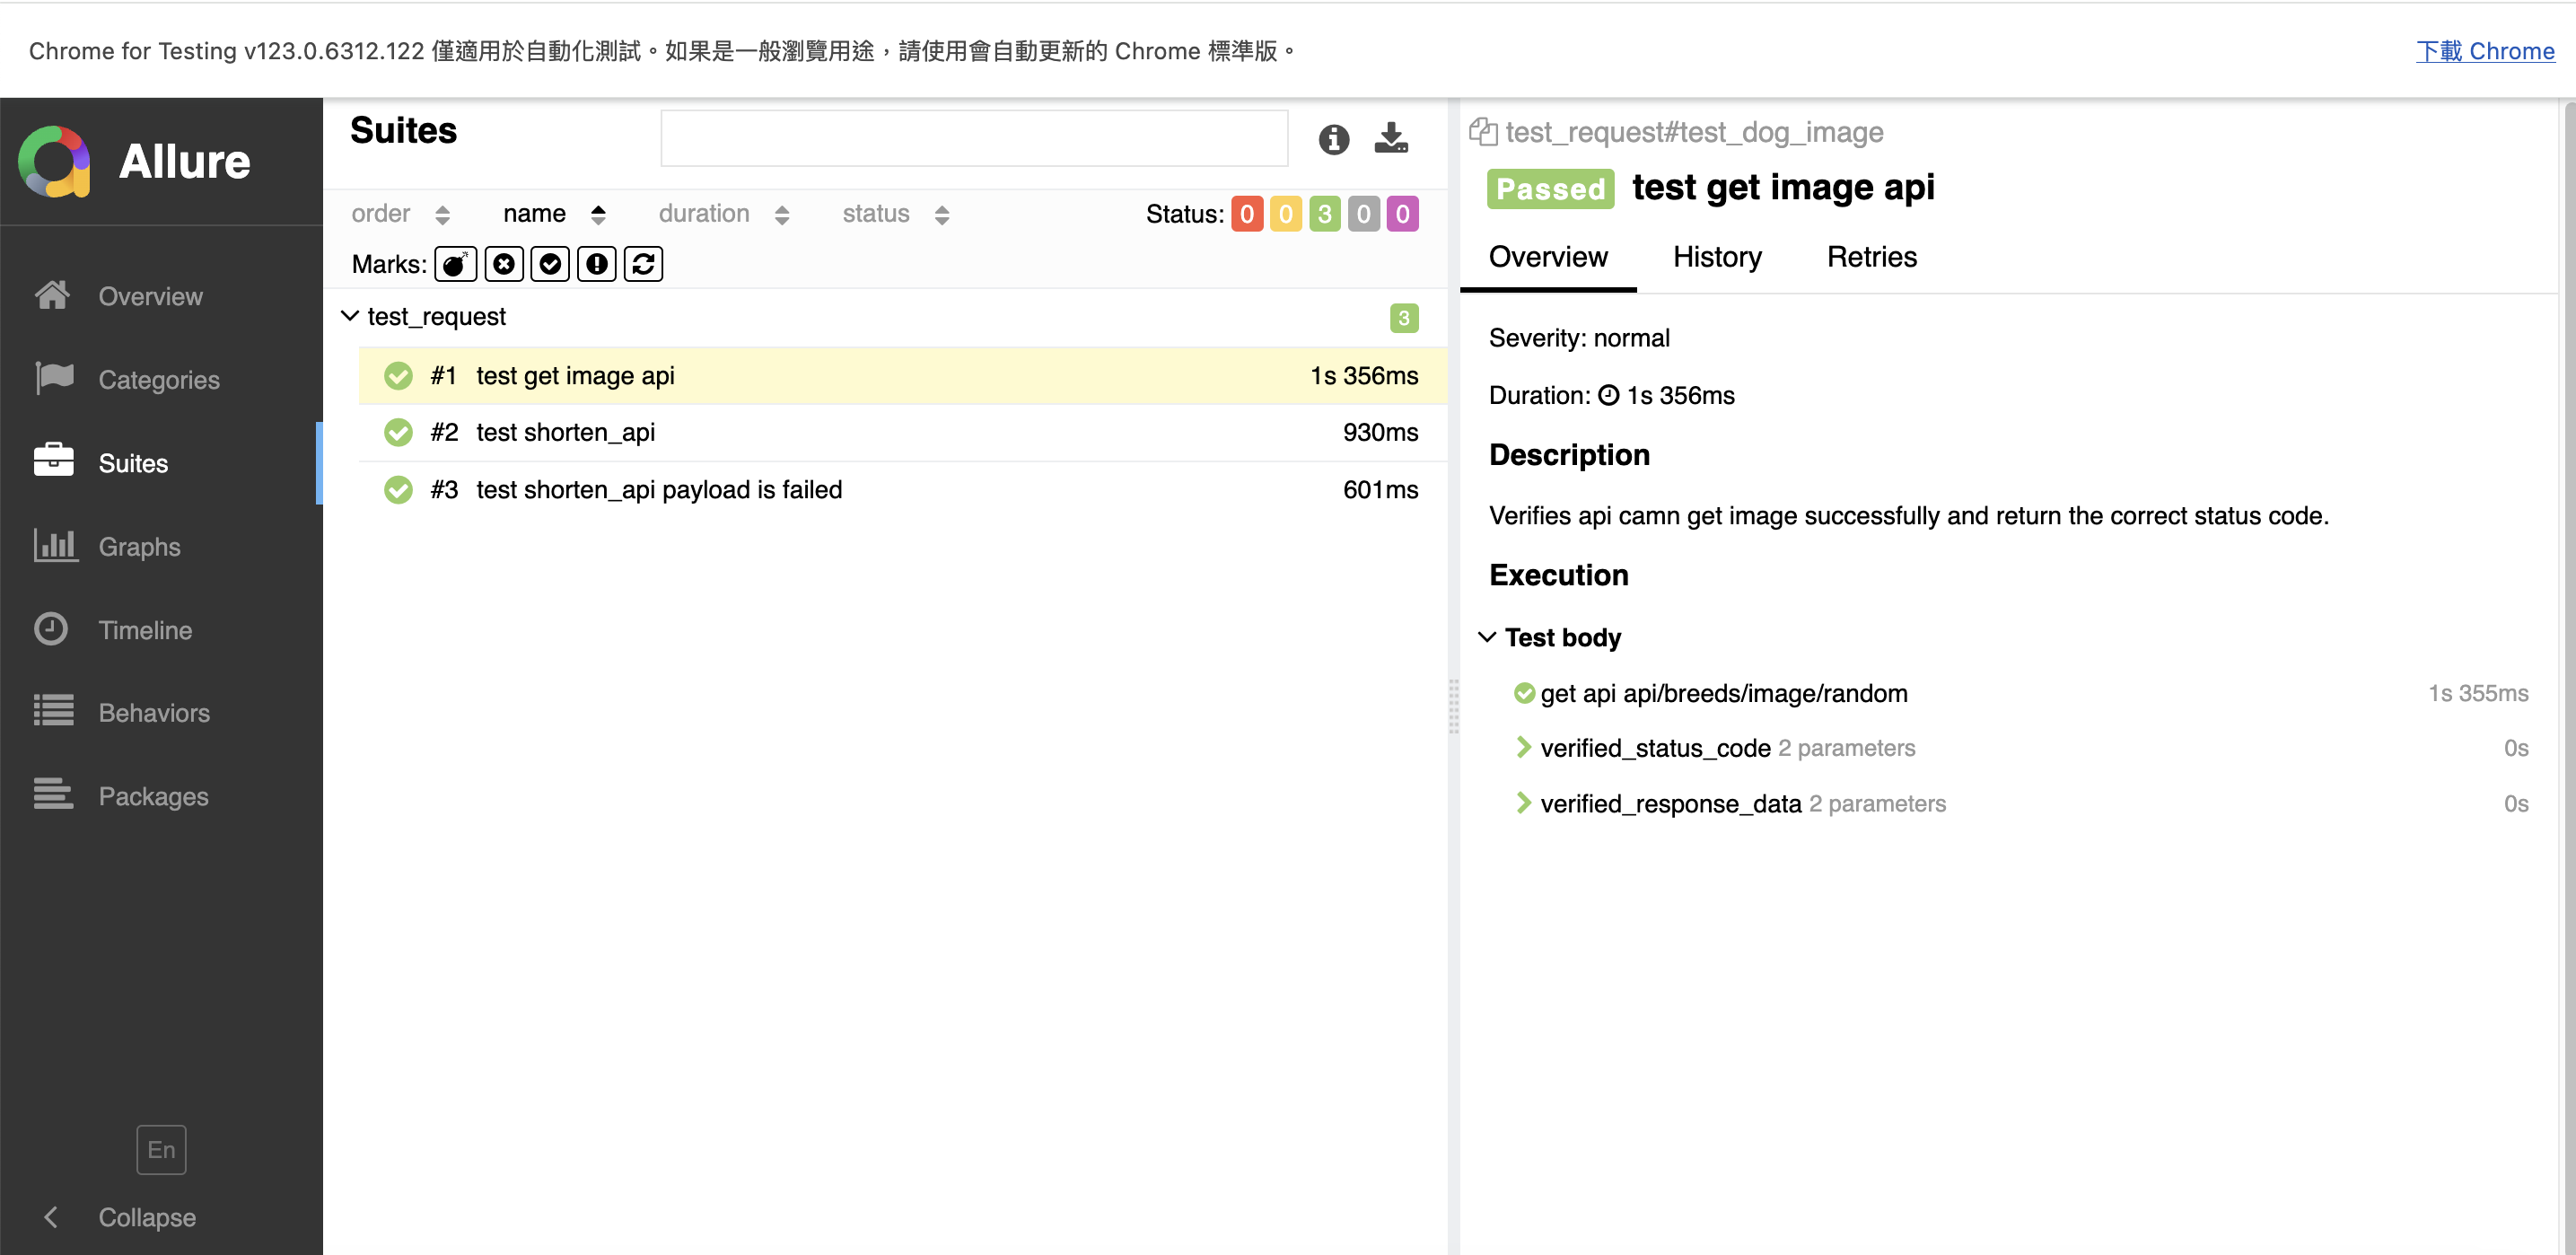 Chrome for Testing v123.0.6312.122 僅適用於自動化測試。如果是一般瀏覽用途，請使用會自動更新的 Chrome 標準版。
下載 Chrome
Allure
Overview
Categories
Suites
Graphs
Timeline
Behaviors
Packages
En
Collapse
Suites
order name duration status Status: 0 0 3 0 0
Marks:
test_request 3
#1 test get image api 1s 356ms
#2 test shorten_api 930ms
#3 test shorten_api payload is failed 601ms
test_request#test_dog_image
Passed test get image api
Overview History Retries
Severity: normal
Duration: 1s 356ms
Description
Verifies api camn get image successfully and return the correct status code.
Execution
Test body
get api api/breeds/image/random 1s 355ms
verified_status_code 2 parameters 0s
verified_response_data 2 parameters 0s